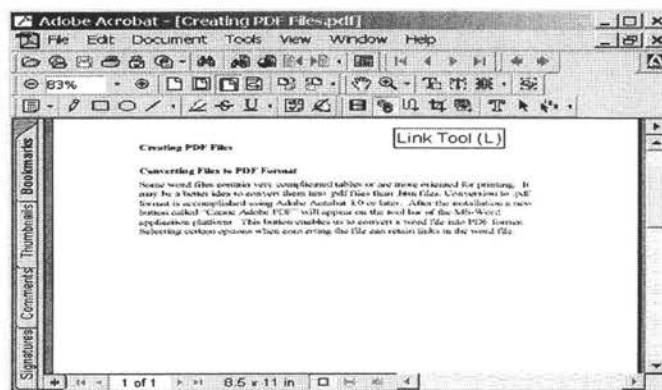 Adobe Acrobat - [Creating PDF Files.pdf]
File Edit Document Tools View Window Help
83%
Link Tool (L)
Bookmarks
Thumbnails
Comments
Signatures
Creating PDF Files
Converting Files to PDF Format
Some word files contain very complicated tables or are more oriented for printing. It
may be a better idea to convert them into .pdf files than .htm files. Conversion to .pdf
format is accomplished using Adobe Acrobat 4.0 or later. After the installation a new
button called "Create Adobe PDF" will appear on the tool bar of the MS-Word
application platform. This button enables us to convert a word file into PDF format.
Selecting certain options when converting the file can retain links in the word file.
1 of 1 8.5 x 11 in